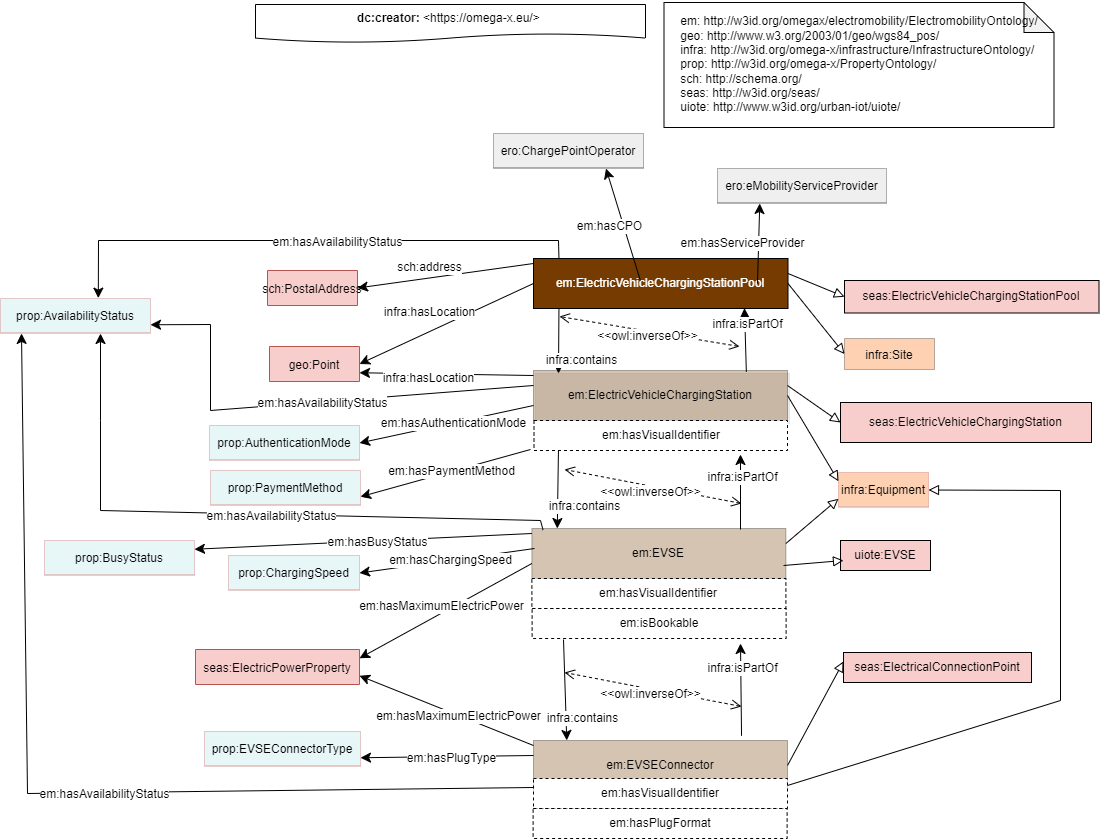 dc:creator: <https://omega-x.eu/>
em: http://w3id.org/omegax/electromobility/ElectromobilityOntology/
geo: http://www.w3.org/2003/01/geo/wgs84_pos/
infra: http://w3id.org/omega-x/infrastructure/InfrastructureOntology/
prop: http://w3id.org/omega-x/PropertyOntology/
sch: http://schema.org/
seas: http://w3id.org/seas/
uiote: http://www.w3id.org/urban-iot/uiote/
ero:ChargePointOperator
ero:eMobilityServiceProvider
em:hasCPO
em:hasServiceProvider
em:hasAvailabilityStatus
sch:address
em:ElectricVehicleChargingStationPool
sch:PostalAddress
seas:ElectricVehicleChargingStationPool
prop:AvailabilityStatus
infra:hasLocation
infra:isPartOf
<<owl:inverseOf>>
infra:contains
infra:Site
geo:Point
infra:hasLocation
em:ElectricVehicleChargingStation
em:hasAvailabilityStatus
em:hasAuthenticationMode
seas:ElectricVehicleChargingStation
prop:AuthenticationMode
em:hasVisualIdentifier
em:hasPaymentMethod
infra:isPartOf
prop:PaymentMethod
<<owl:inverseOf>>
infra:Equipment
infra:contains
em:hasAvailabilityStatus
em:hasBusyStatus
em:EVSE
prop:BusyStatus
em:hasChargingSpeed
uiote:EVSE
prop:ChargingSpeed
em:hasVisualIdentifier
em:hasMaximumElectricPower
em:isBookable
seas:ElectricPowerProperty
infra:isPartOf
seas:ElectricalConnectionPoint
<<owl:inverseOf>>
em:hasMaximumElectricPower
infra:contains
prop:EVSEConnectorType
em:hasPlugType
em:EVSEConnector
em:hasAvailabilityStatus
em:hasVisualIdentifier
em:hasPlugFormat